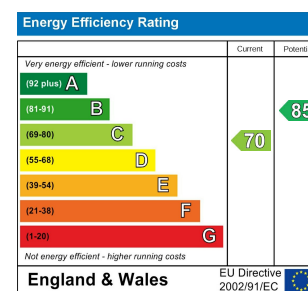 Energy Efficiency Rating
Current
Very energy efficient - lower running costs
(92 plus) A
(81-91) B 85
(69-80) C 70
(55-68) D
(39-54) E
(21-38) F
(1-20) G
Not energy efficient - higher running costs
England & Wales
EU Directive
2002/91/EC